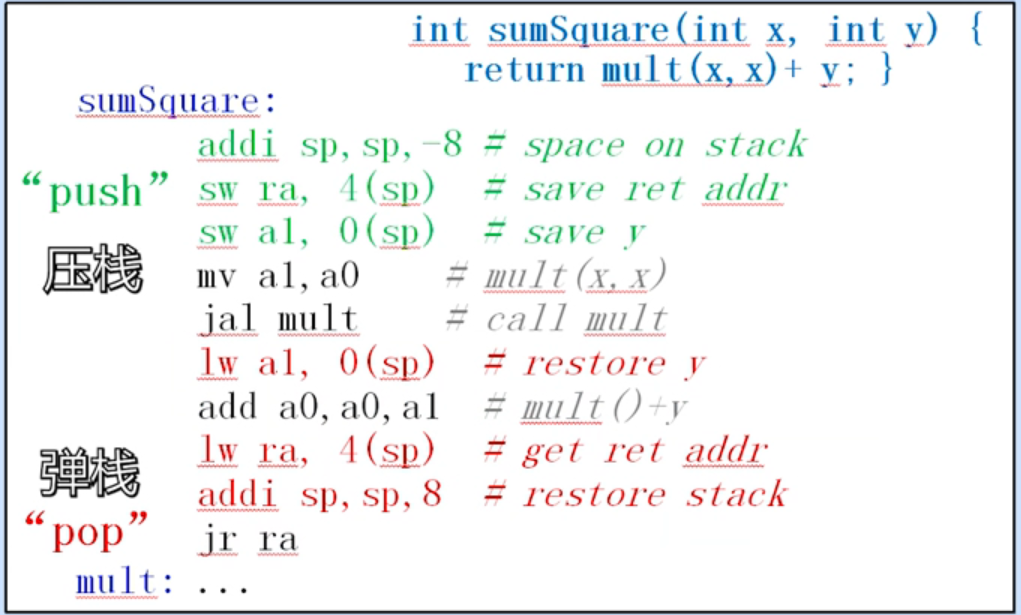 int sumSquare(int x, int y) {
return mult(x,x)+ y; }
sumSquare:
addi sp,sp,-8 # space on stack
“push” sw ra, 4(sp) # save ret addr
sw a1, 0(sp) # save y
压栈 mv a1,a0 # mult(x,x)
jal mult # call mult
lw a1, 0(sp) # restore y
add a0,a0,a1 # mult()+y
弹栈 lw ra, 4(sp) # get ret addr
addi sp,sp,8 # restore stack
“pop” jr ra
mult: ...